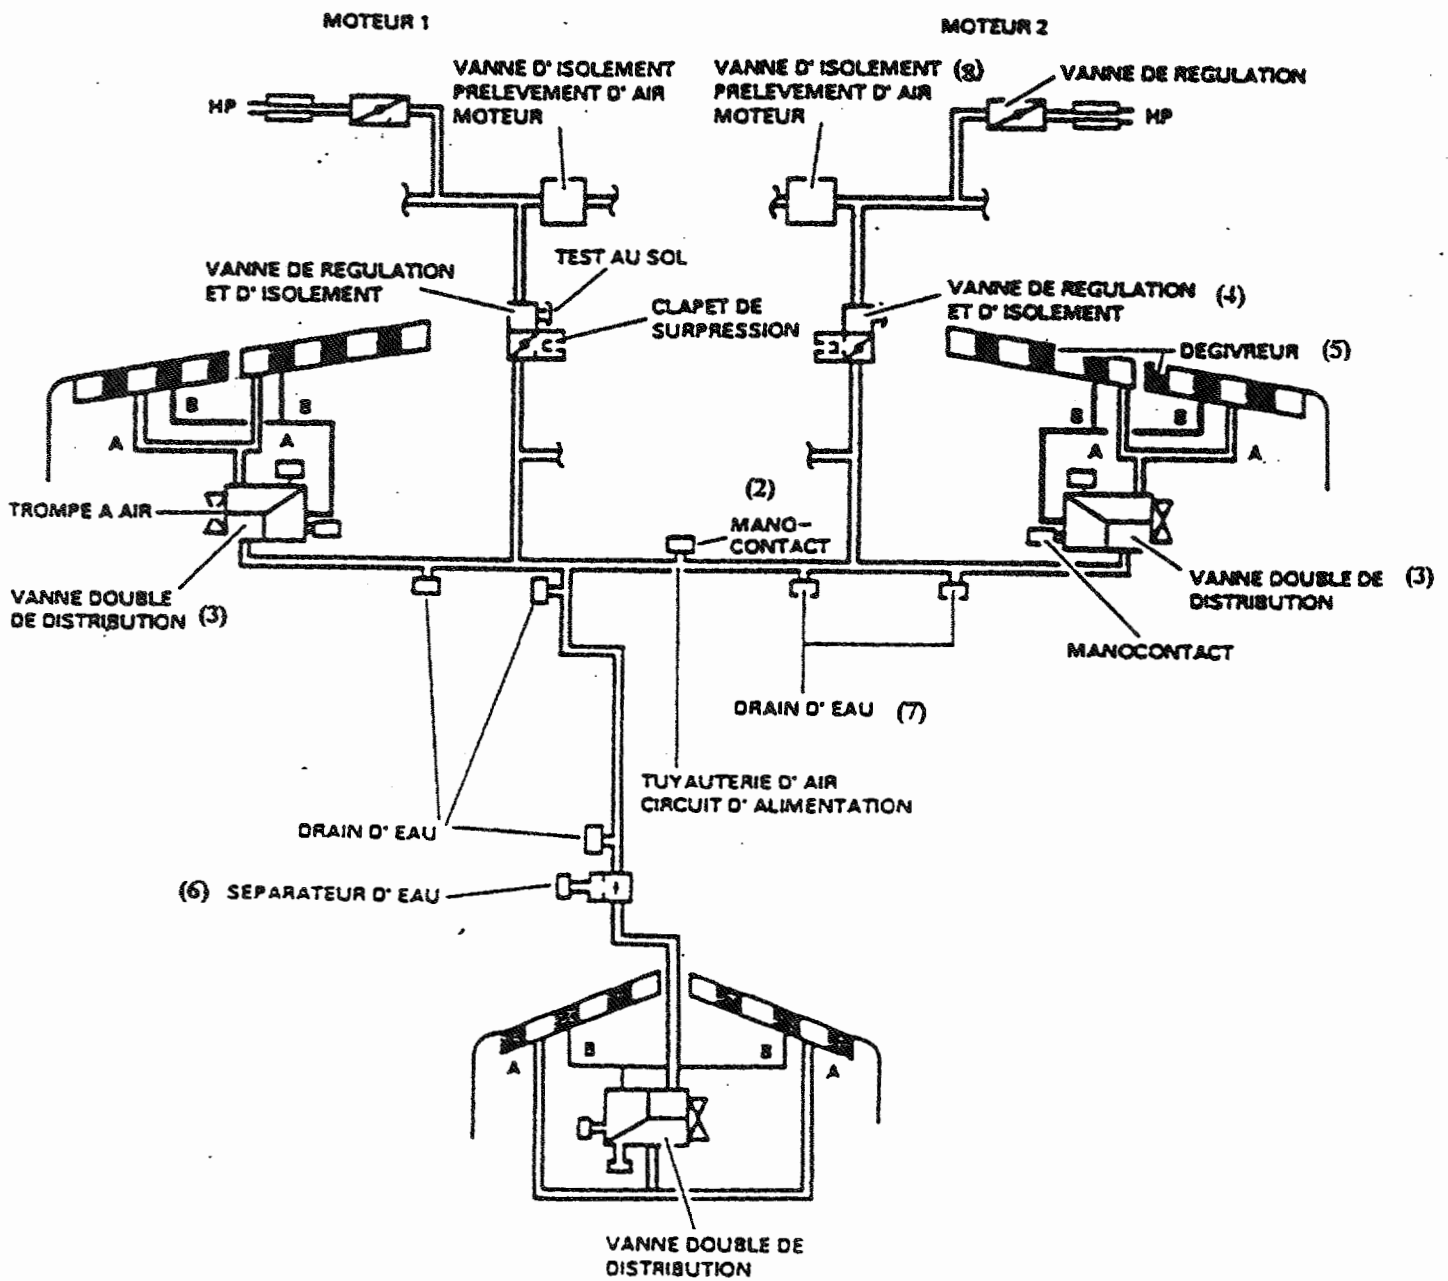 MOTEUR 1
MOTEUR 2
VANNE D' ISOLEMENT
PRELEVEMENT D' AIR
MOTEUR
VANNE D' ISOLEMENT (8)
PRELEVEMENT D' AIR
MOTEUR
VANNE DE REGULATION
HP
HP
VANNE DE REGULATION
ET D' ISOLEMENT
TEST AU SOL
CLAPET DE
SURPRESSION
VANNE DE REGULATION (4)
ET D' ISOLEMENT
DEGIVREUR (5)
B
B
A
A
B
B
A
A
TROMPE A AIR
(2)
MANO-
CONTACT
VANNE DOUBLE
DE DISTRIBUTION (3)
VANNE DOUBLE DE (3)
DISTRIBUTION
MANOCONTACT
DRAIN D' EAU (7)
TUYAUTERIE D' AIR
CIRCUIT D' ALIMENTATION
DRAIN D' EAU
(6) SEPARATEUR D' EAU
B
B
A
A
VANNE DOUBLE DE
DISTRIBUTION